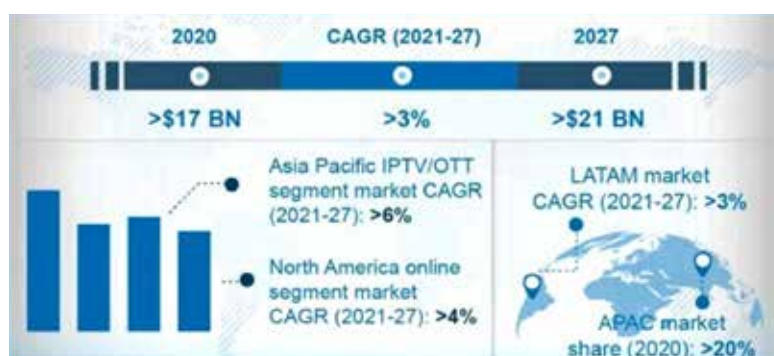 2020 CAGR (2021-27) 2027
>$17 BN >3% >$21 BN
Asia Pacific IPTV/OTT
segment market CAGR
(2021-27): >6%
North America online
segment market
CAGR (2021-27): >4%
LATAM market
CAGR (2021-27): >3%
APAC market
share (2020): >20%